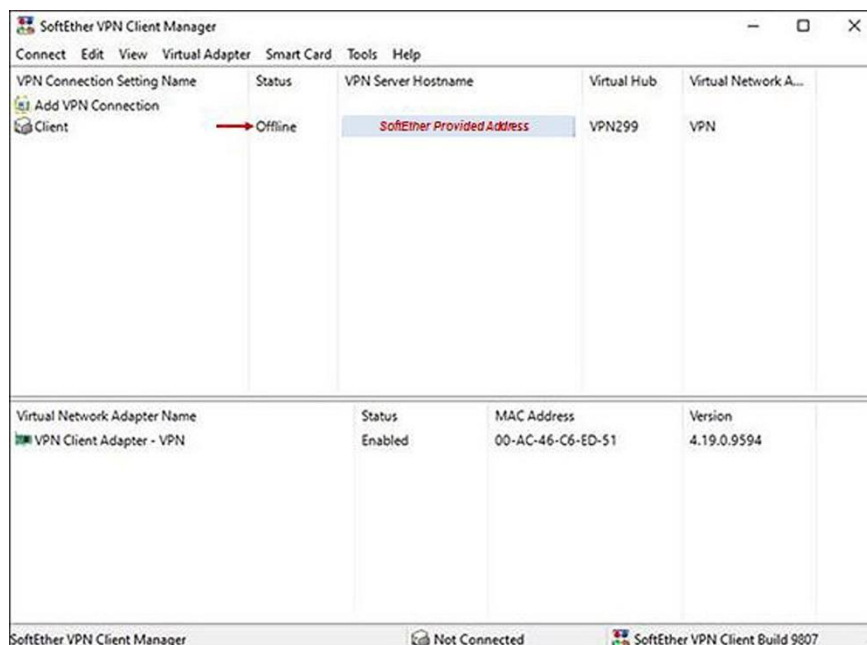 SoftEther VPN Client Manager
Connect Edit View Virtual Adapter Smart Card Tools Help
VPN Connection Setting Name Status VPN Server Hostname Virtual Hub Virtual Network A...
Add VPN Connection
Client Offline SoftEther Provided Address VPN299 VPN
Virtual Network Adapter Name Status MAC Address Version
VPN Client Adapter - VPN Enabled 00-AC-46-C6-ED-51 4.19.0.9594
SoftEther VPN Client Manager Not Connected SoftEther VPN Client Build 9807